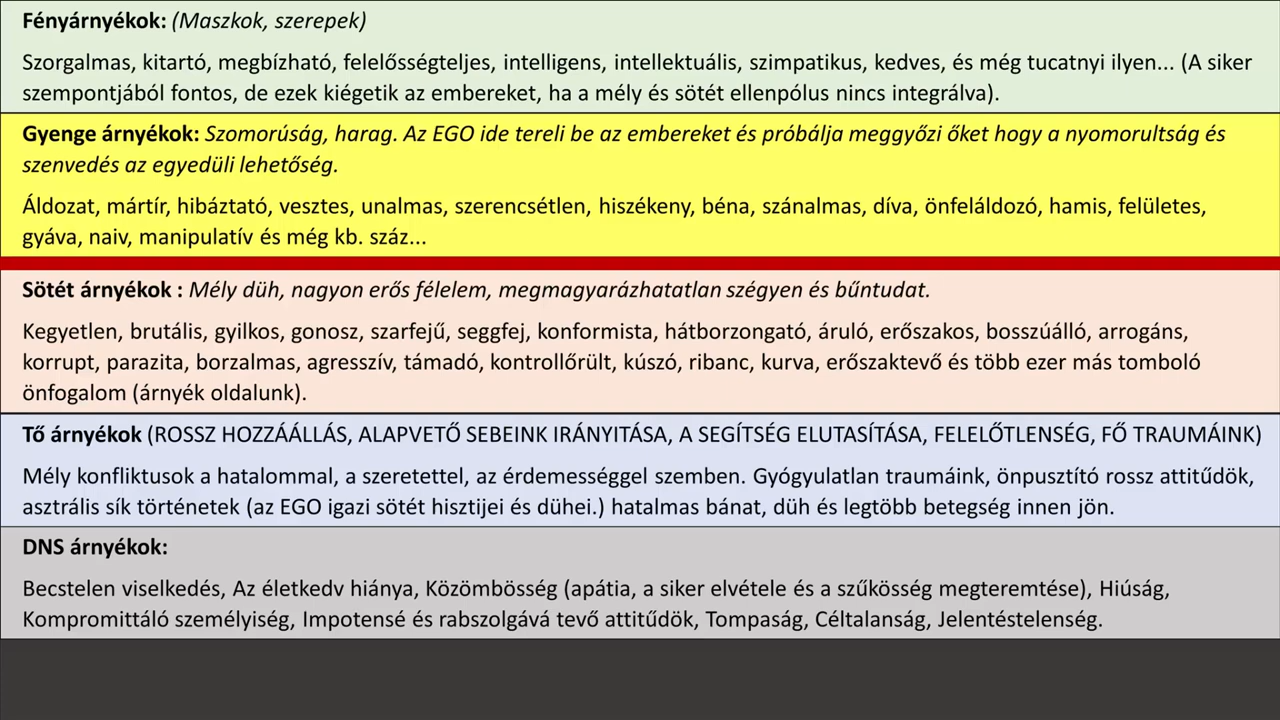 Fényárnyékok: (Maszkok, szerepek)
Szorgalmas, kitartó, megbízható, felelősségteljes, intelligens, intellektuális, szimpatikus, kedves, és még tucatnyi ilyen... (A siker
szempontjából fontos, de ezek kiégetik az embereket, ha a mély és sötét ellenpólus nincs integrálva).
Gyenge árnyékok: Szomorúság, harag. Az EGO ide tereli be az embereket és próbálja meggyőzi őket hogy a nyomorultság és
szenvedés az egyedüli lehetőség.
Áldozat, mártír, hibáztató, vesztes, unalmas, szerencsétlen, hiszékeny, béna, szánalmas, díva, önfeláldozó, hamis, felületes,
gyáva, naiv, manipulatív és még kb. száz...
Sötét árnyékok : Mély düh, nagyon erős félelem, megmagyarázhatatlan szégyen és bűntudat.
Kegyetlen, brutális, gyilkos, gonosz, szarfejű, seggfej, konformista, hátborzongató, áruló, erőszakos, bosszúálló, arrogáns,
korrupt, parazita, borzalmas, agresszív, támadó, kontrollőrült, kúszó, ribanc, kurva, erőszaktevő és több ezer más tomboló
önfogalom (árnyék oldalunk).
Tő árnyékok (ROSSZ HOZZÁÁLLÁS, ALAPVETŐ SEBEINK IRÁNYITÁSA, A SEGÍTSÉG ELUTASÍTÁSA, FELELŐTLENSÉG, FŐ TRAUMÁINK)
Mély konfliktusok a hatalommal, a szeretettel, az érdemességgel szemben. Gyógyulatlan traumáink, önpusztító rossz attitűdök,
asztrális sík történetek (az EGO igazi sötét hisztijei és dühei.) hatalmas bánat, düh és legtöbb betegség innen jön.
DNS árnyékok:
Becstelen viselkedés, Az életkedv hiánya, Közömbösség (apátia, a siker elvétele és a szűkösség megteremtése), Hiúság,
Kompromittáló személyiség, Impotensé és rabszolgává tevő attitűdök, Tompaság, Céltalanság, Jelentéstelenség.